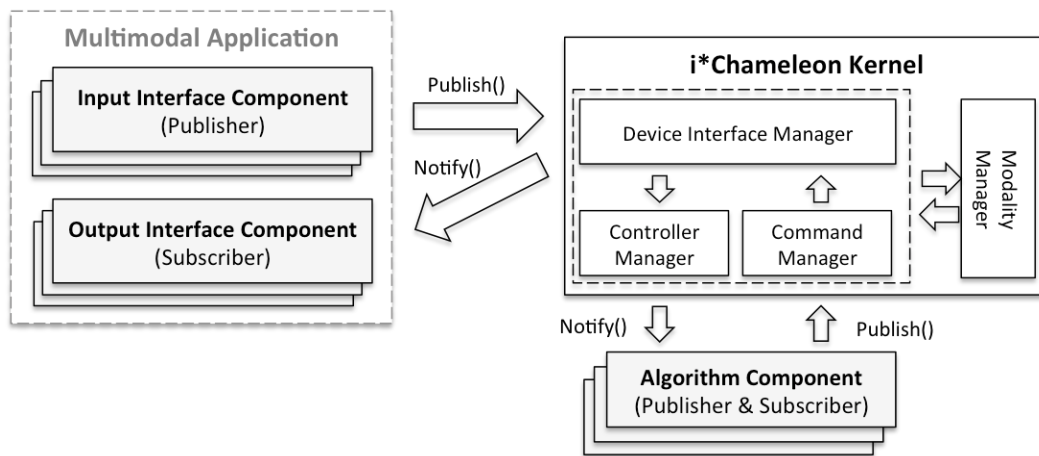 Multimodal Application
Input Interface Component
(Publisher)
Output Interface Component
(Subscriber)
Publish()
Notify()
i*Chameleon Kernel
Device Interface Manager
Controller
Manager
Command
Manager
Modality
Manager
Notify()
Publish()
Algorithm Component
(Publisher & Subscriber)